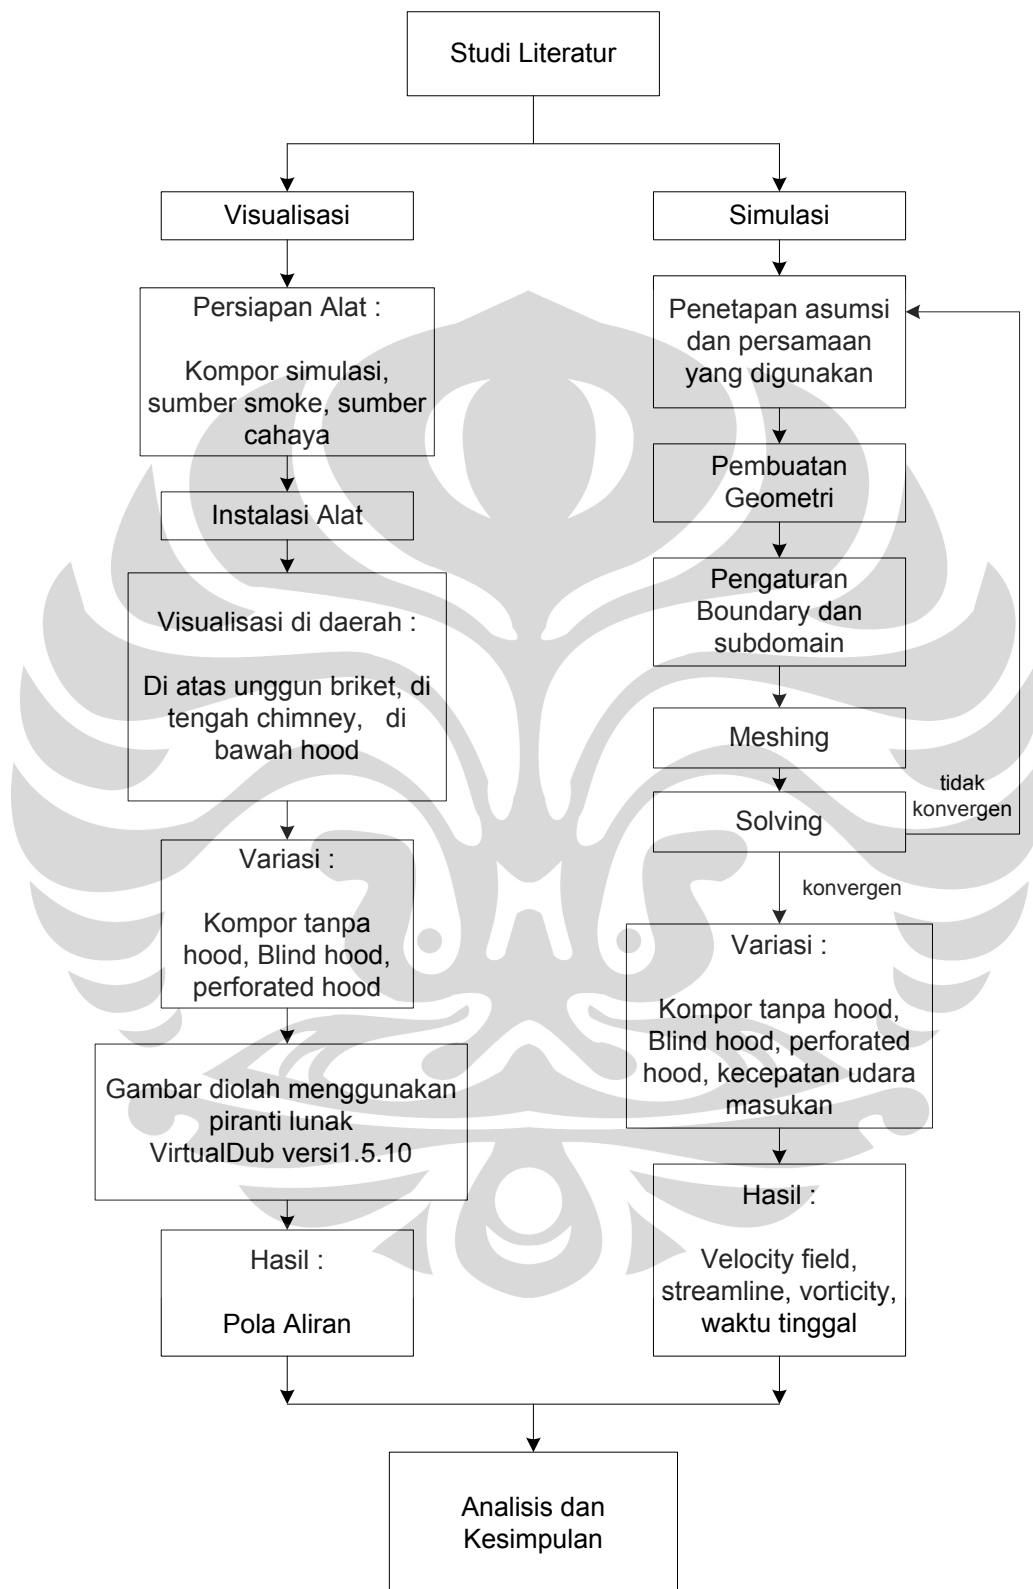 Studi Literatur
Visualisasi
Persiapan Alat :
Kompor simulasi,
sumber smoke, sumber
cahaya
Instalasi Alat
Visualisasi di daerah :
Di atas unggun briket, di
tengah chimney, di
bawah hood
Variasi :
Kompor tanpa
hood, Blind hood,
perforated hood
Gambar diolah menggunakan
piranti lunak
VirtualDub versi1.5.10
Hasil :
Pola Aliran
Simulasi
Penetapan asumsi
dan persamaan
yang digunakan
Pembuatan
Geometri
Pengaturan
Boundary dan
subdomain
Meshing
Solving
tidak
konvergen
konvergen
Variasi :
Kompor tanpa hood,
Blind hood, perforated
hood, kecepatan udara
masukan
Hasil :
Velocity field,
streamline, vorticity,
waktu tinggal
Analisis dan
Kesimpulan